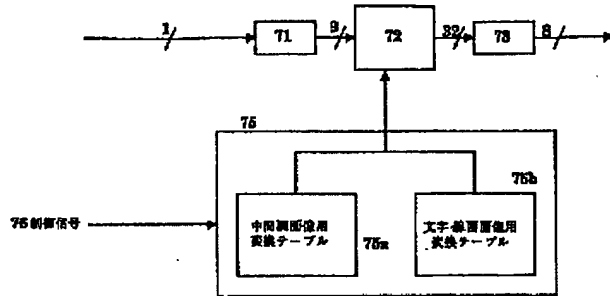 1
71
9
72
32
73
8
75
75b
76制御信号
中間調画像用
変換テーブル
75a
文字・線画画像用
変換テーブル